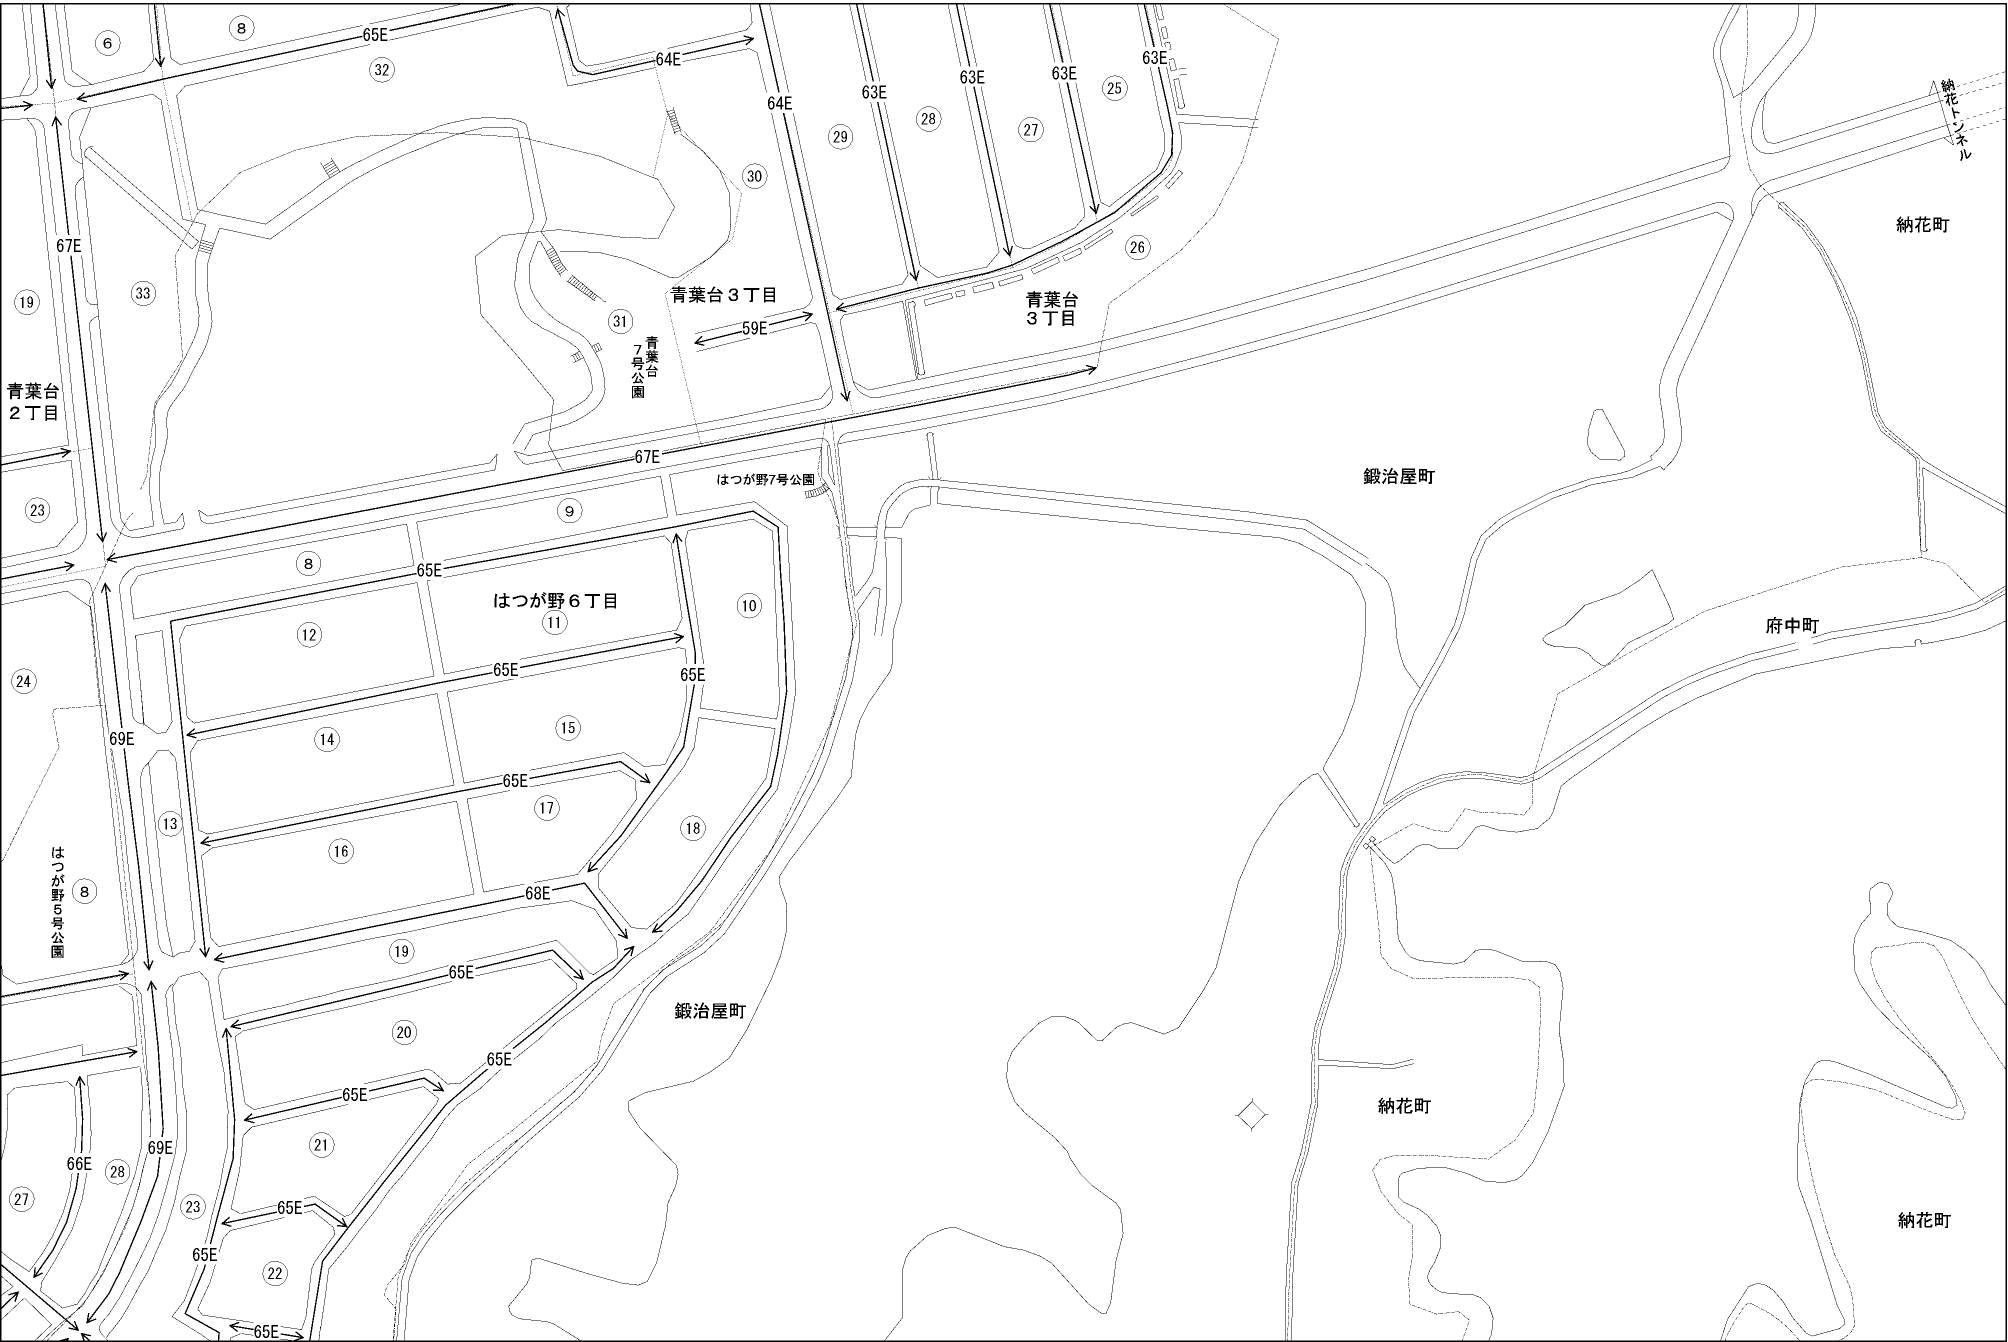 6
8
65E
32
64E
64E
63E
63E
63E
63E
25
29
28
27
30
納花トンネル
67E
19
33
31
26
納花町
青葉台３丁目
青葉台
３丁目
59E
青葉台
７号公園
青葉台
２丁目
67E
はつが野7号公園
鍛治屋町
23
9
8
65E
はつが野６丁目
11
12
10
府中町
65E
65E
24
69E
14
15
65E
13
17
18
16
はつが野５号公園
8
68E
19
65E
鍛治屋町
20
65E
65E
納花町
21
69E
66E
28
27
23
65E
納花町
65E
22
65E